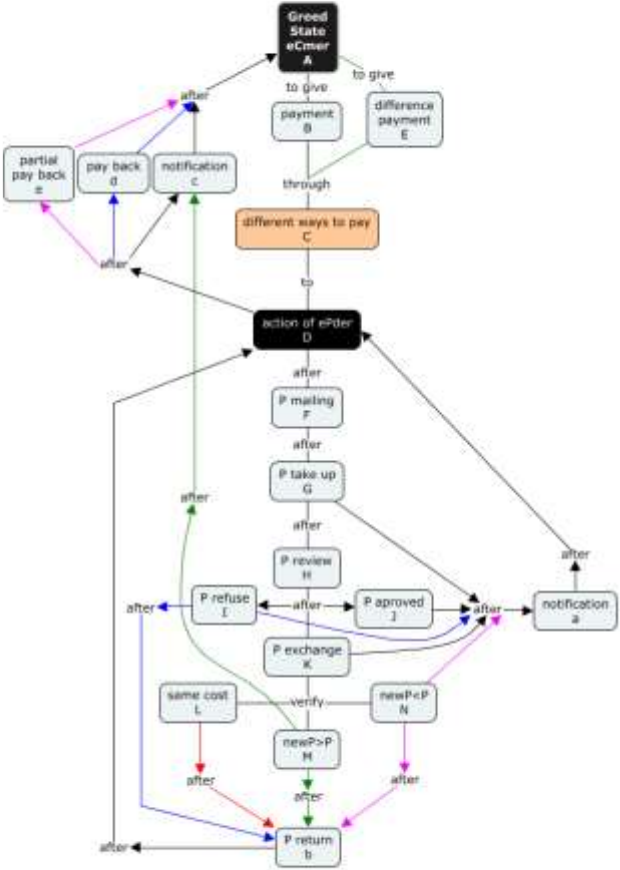 Greed
State
eCmer
A
to give
to give
payment
B
difference
payment
E
after
partial
pay back
e
pay back
d
notification
c
through
different ways to pay
C
after
to
action of ePder
D
after
P mailing
F
after
P take up
G
after
after
after
P review
H
P refuse
I
after
P aproved
J
after
notification
a
after
P exchange
K
same cost
L
verify
newP<P
N
newP>P
M
after
after
after
P return
b
after